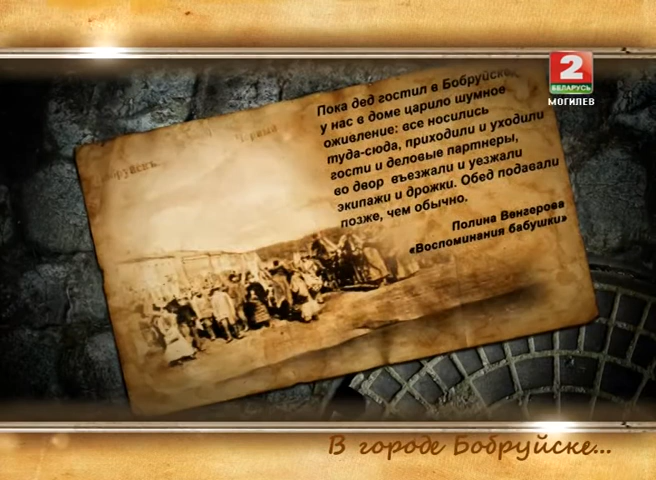 2
БЕЛАРУСЬ
МОГИЛЕВ
Пока дед гостил в Бобруйске,
у нас в доме царило шумное
оживление: все носились
туда-сюда, приходили и уходили
гости и деловые партнеры,
во двор въезжали и уезжали
экипажи и дрожки. Обед подавали
позже, чем обычно.
Полина Венгерова
«Воспоминания бабушки»
В городе Бобруйске...